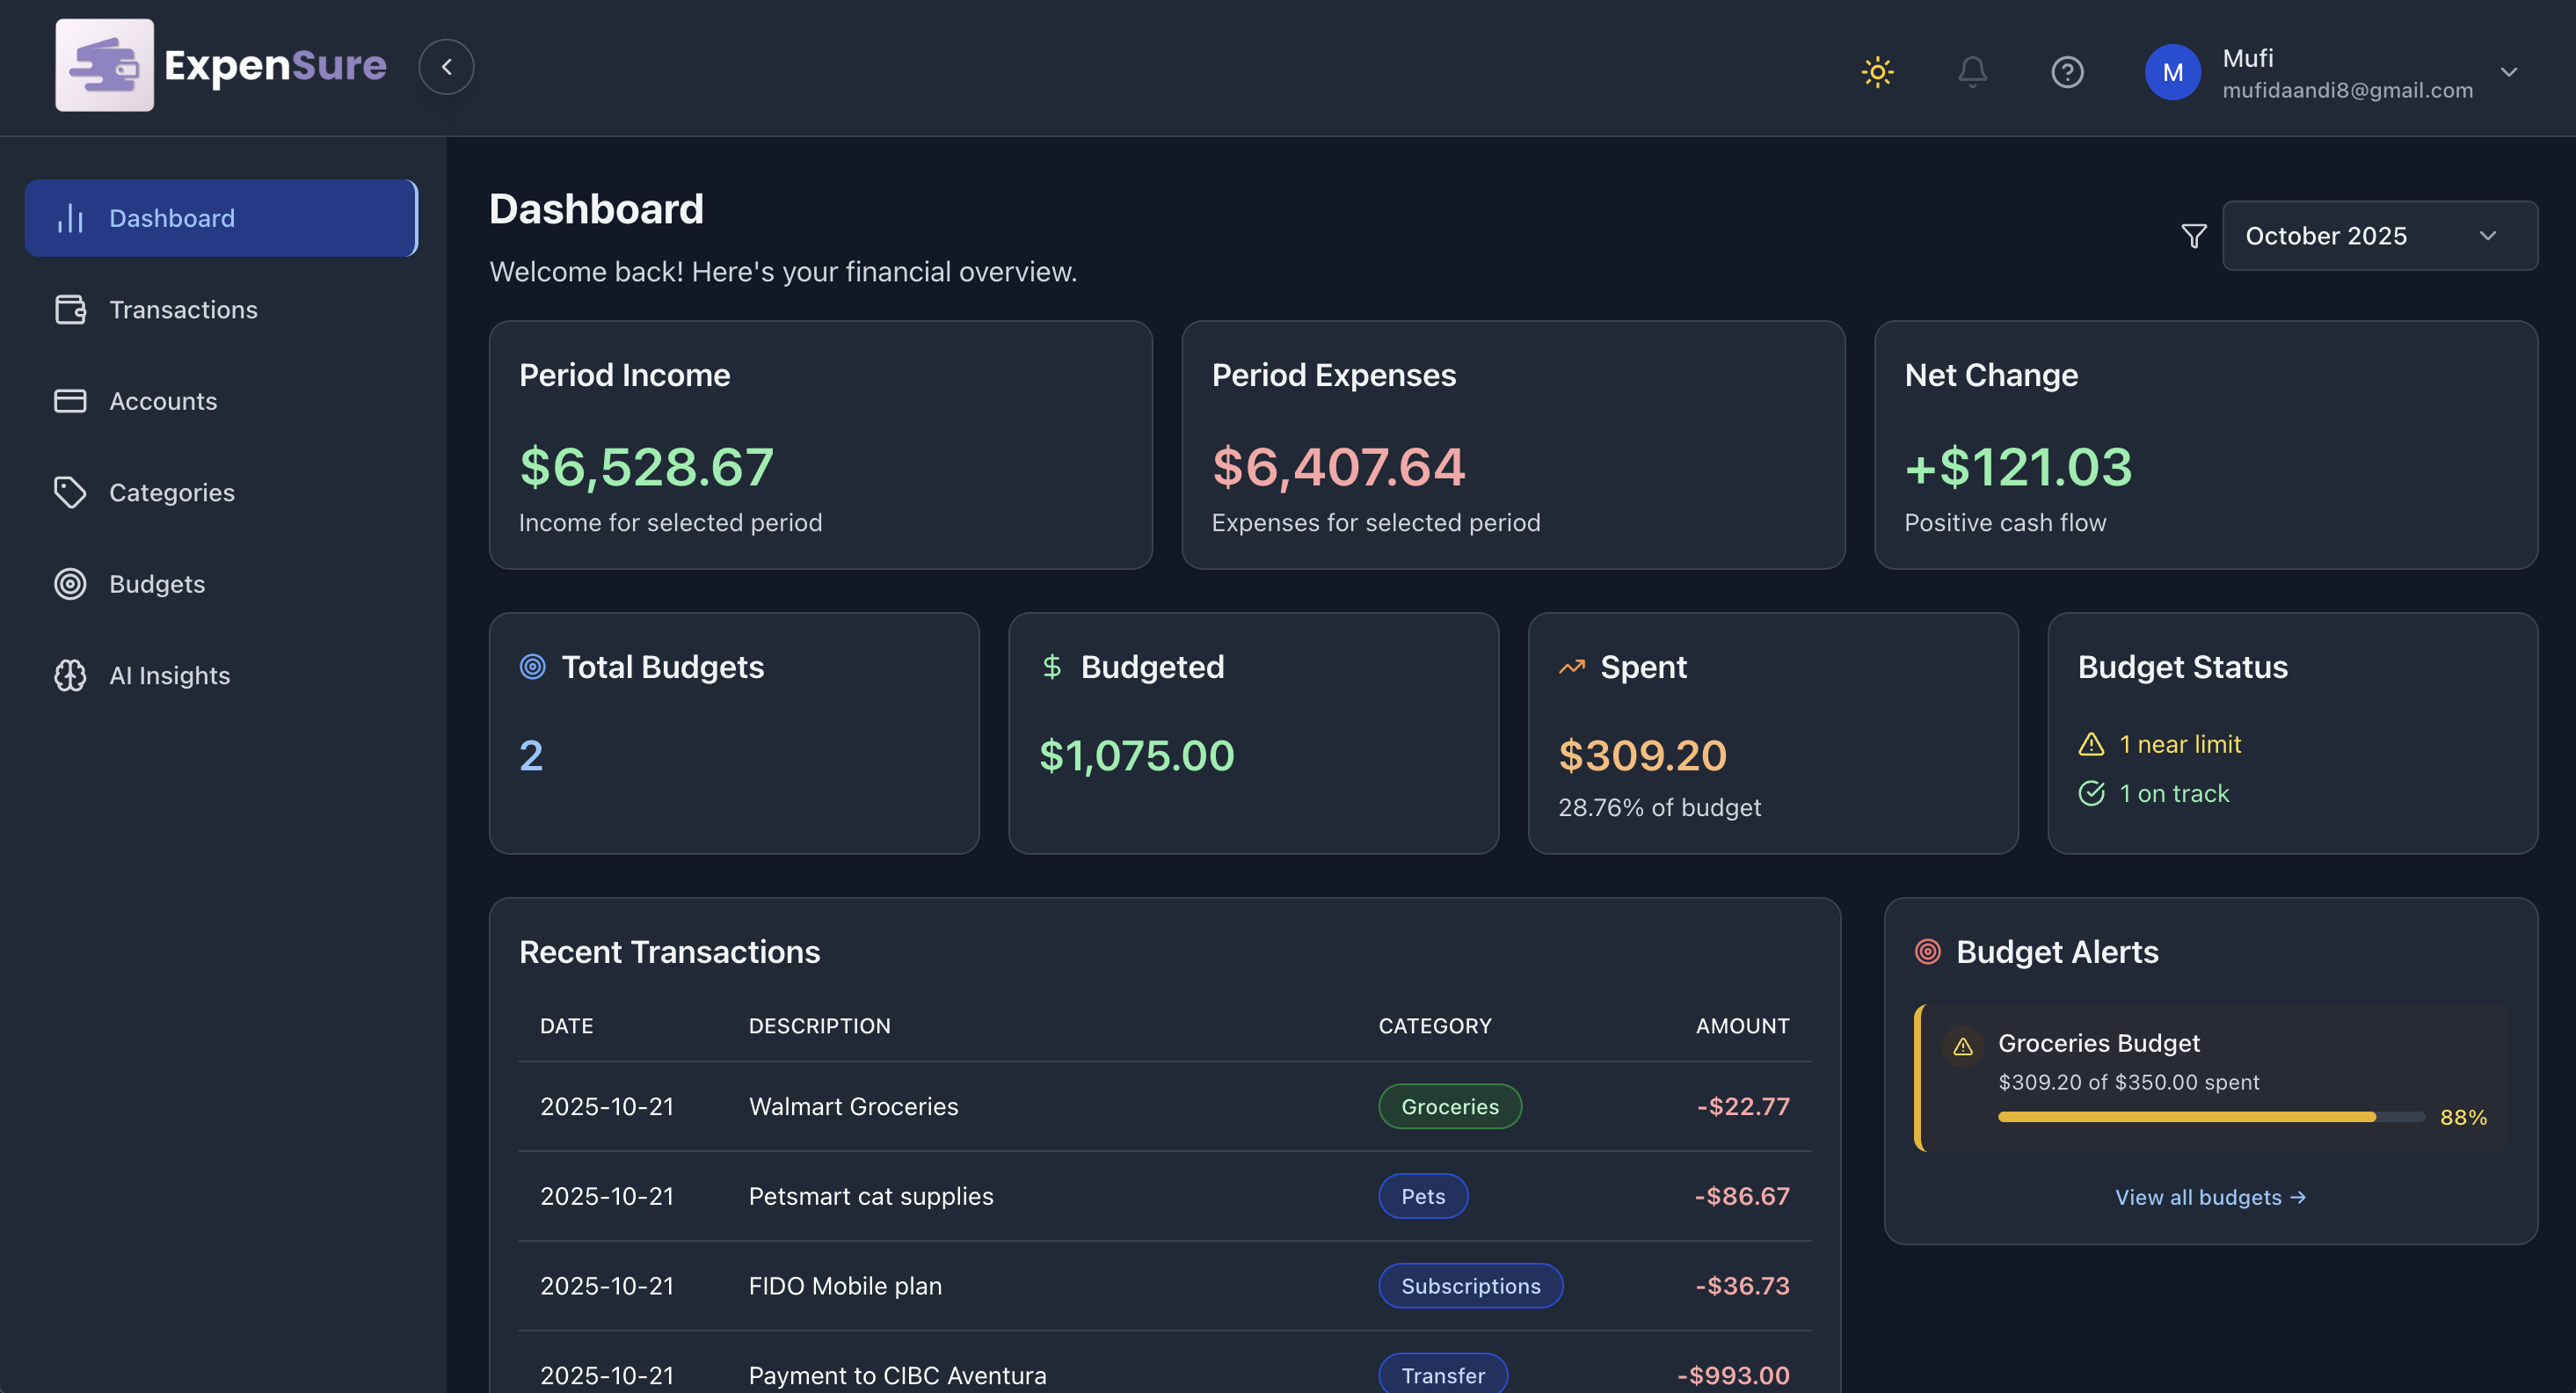 ExpenSure
M
Mufi
mufidaandi8@gmail.com
Dashboard
Transactions
Accounts
Categories
Budgets
AI Insights
Dashboard
Welcome back! Here's your financial overview.
October 2025
Period Income
$6,528.67
Income for selected period
Period Expenses
$6,407.64
Expenses for selected period
Net Change
+$121.03
Positive cash flow
Total Budgets
2
Budgeted
$1,075.00
Spent
$309.20
28.76% of budget
Budget Status
1 near limit
1 on track
Recent Transactions
DATE DESCRIPTION CATEGORY AMOUNT
2025-10-21 Walmart Groceries Groceries -$22.77
2025-10-21 Petsmart cat supplies Pets -$86.67
2025-10-21 FIDO Mobile plan Subscriptions -$36.73
2025-10-21 Payment to CIBC Aventura Transfer -$993.00
Budget Alerts
Groceries Budget
$309.20 of $350.00 spent
88%
View all budgets →